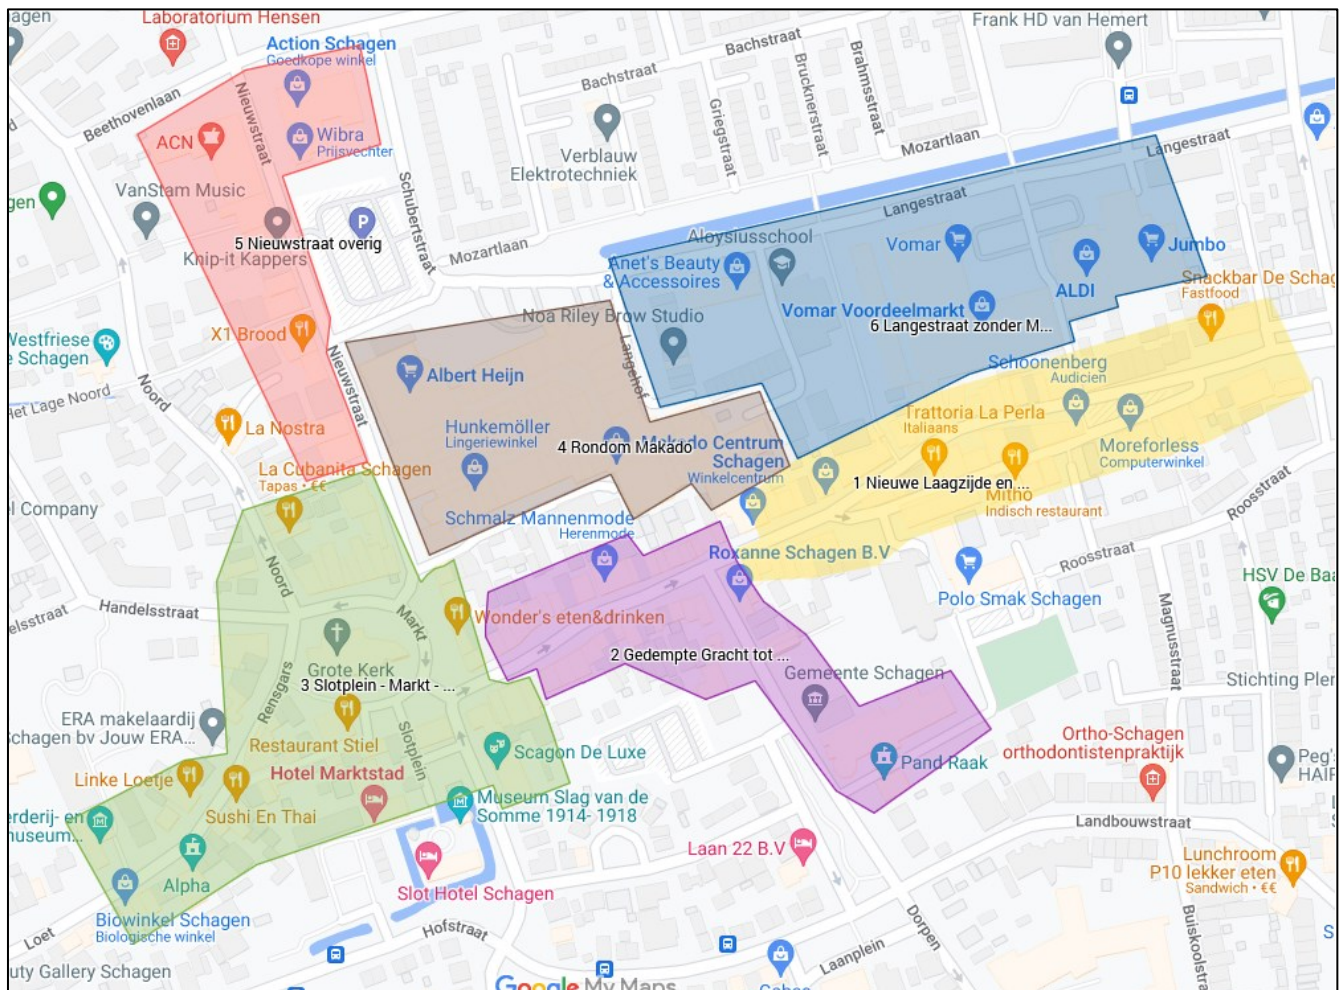 agen
Laboratorium Hensen
Frank HD van Hemert
Action Schagen
Goedkope winkel
Bachstraat
Bachstraat
Brahmsstraat
Brucknerstraat
Griegstraat
Beethovenlaan
Nieuwstraat
ACN
Wibra
Prijsvechter
Verblauw
Elektrotechniek
Mozartlaan
Langestraat
VanStam Music
gen
Schubertstraat
Langestraat
P
5 Nieuwstraat overig
Knip-it Kappers
Mozartlaan
Aloysiusschool
Vomar
Jumbo
Anet's Beauty
& Accessoires
ALDI
Snackbar De Schag
Fastfood
Vomar Voordeelmarkt
Noa Riley Brow Studio
6 Langestraat zonder M...
X1 Brood
Westfriese
e Schagen
Nieuwstraat
Langehof
Schoonenberg
Audicien
Albert Heijn
Het Lage Noord
Noord
Trattoria La Perla
Italiaans
La Nostra
Hunkemöller
Lingeriewinkel
4 Rondom Makado
Makado Centrum
Schagen
Winkelcentrum
Moreforless
Computerwinkel
La Cubanita Schagen
Tapas • €€
1 Nieuwe Laagzijde en ...
Mitho
Indisch restaurant
Roosstraat
el Company
Schmalz Mannenmode
Herenmode
Roxanne Schagen B.V
Roosstraat
Noord
HSV De Baa
Polo Smak Schagen
Handelsstraat
elsstraat
Markt
Wonder's eten&drinken
Magnusstraat
Grote Kerk
2 Gedempte Gracht tot ...
3 Slotplein - Markt - ...
Gemeente Schagen
Stichting Pler
Rensgars
ERA makelaardij
Schagen bv Jouw ERA...
Restaurant Stiel
Slotplein
Scagon De Luxe
Ortho-Schagen
orthodontistenpraktijk
Pand Raak
Peg's
HAIF
Linke Loetje
Hotel Marktstad
Sushi En Thai
Museum Slag van de
Somme 1914- 1918
erderij- en
museum...
Landbouwstraat
Laan 22 B.V
Alpha
Slot Hotel Schagen
Lunchroom
P10 lekker eten
Sandwich • €€
Biowinkel Schagen
Biologische winkel
Loet
Hofstraat
Dorpen
Laanplein
Buiskoolstra
S
uty Gallery Schagen
Google My Maps